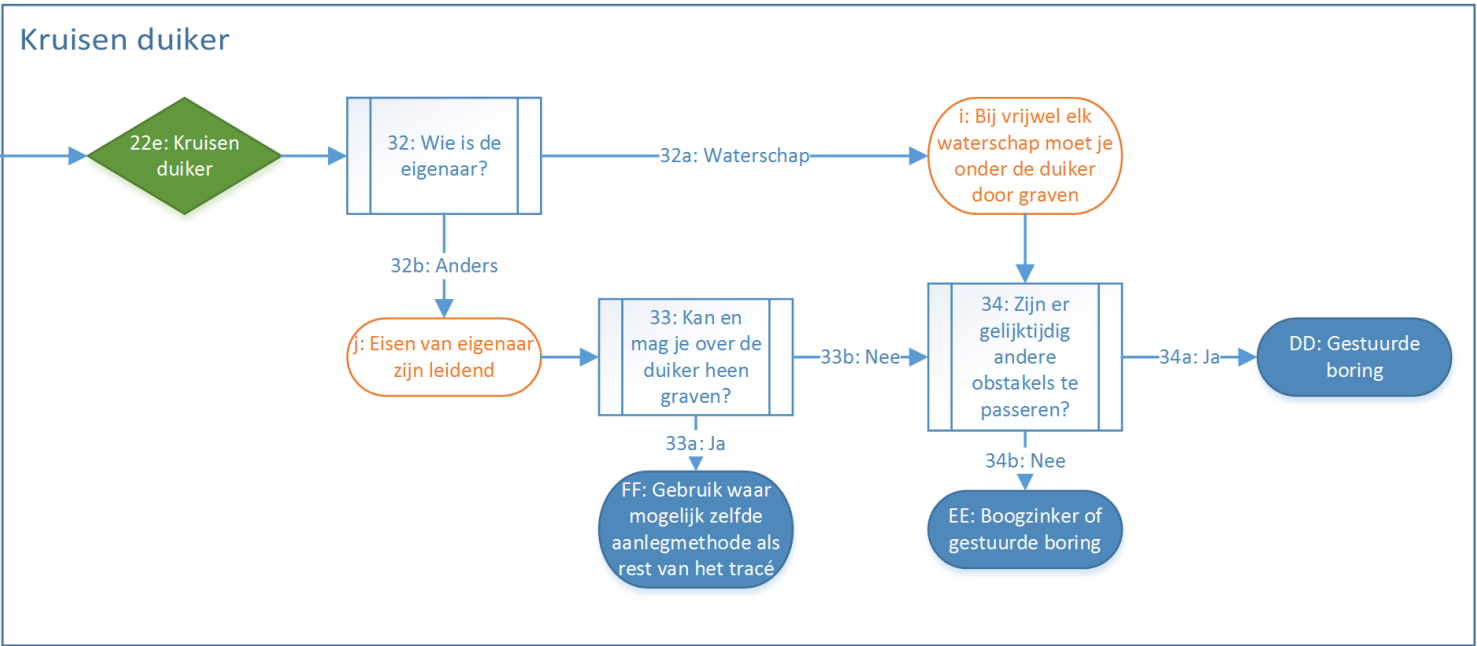 Kruisen duiker
22e: Kruisen
duiker
32: Wie is de
eigenaar?
32a: Waterschap
i: Bij vrijwel elk
waterschap moet je
onder de duiker
door graven
32b: Anders
j: Eisen van eigenaar
zijn leidend
33: Kan en
mag je over de
duiker heen
graven?
33b: Nee
34: Zijn er
gelijktijdig
andere
obstakels te
passeren?
34a: Ja
DD: Gestuurde
boring
33a: Ja
FF: Gebruik waar
mogelijk zelfde
aanlegmethode als
rest van het tracé
34b: Nee
EE: Boogzinker of
gestuurde boring